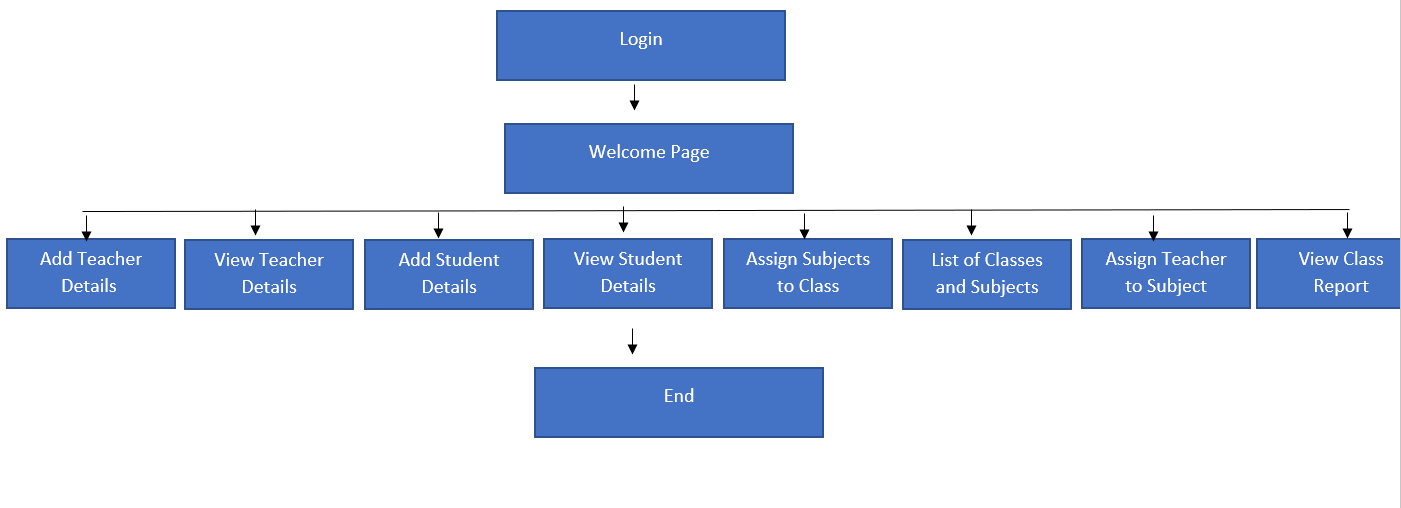 Login
Welcome Page
Add Teacher
Details
View Teacher
Details
Add Student
Details
View Student
Details
Assign Subjects
to Class
List of Classes
and Subjects
Assign Teacher
to Subject
View Class
Report
End